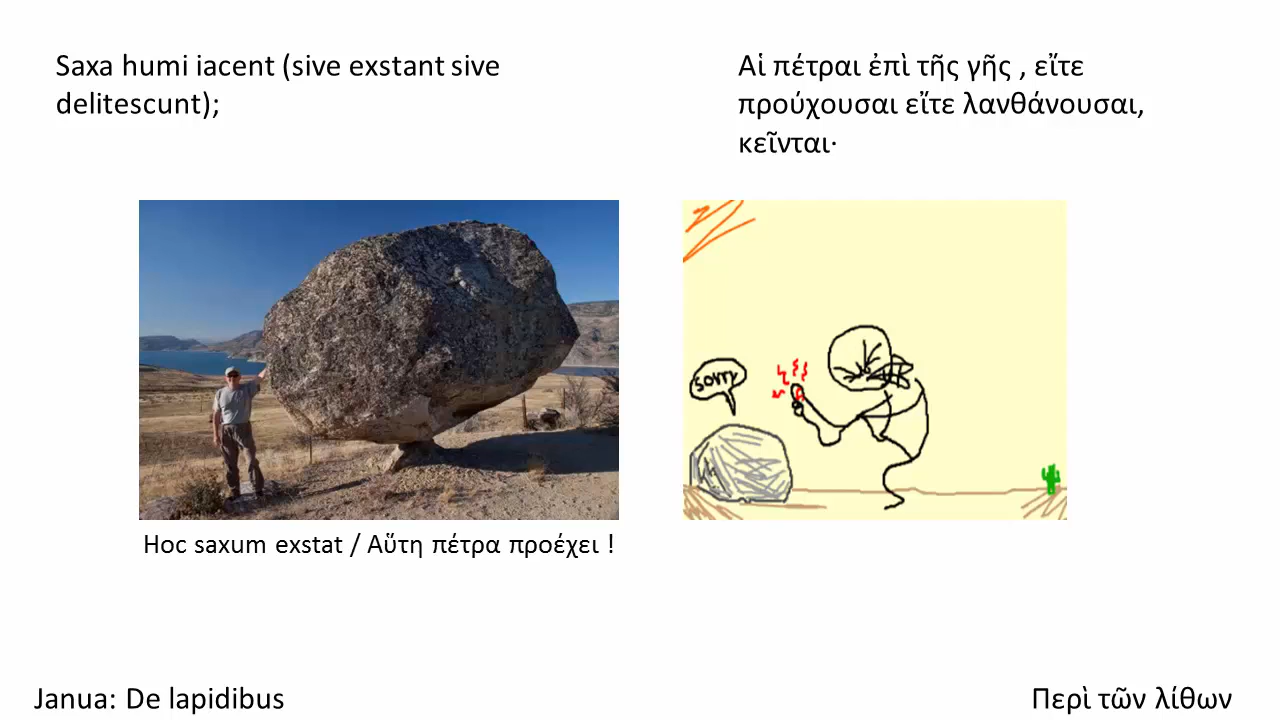 Saxa humi iacent (sive exstant sive
delitescunt);
Αἱ πέτραι ἐπὶ τῆς γῆς , εἴτε
προύχουσαι εἴτε λανθάνουσαι,
κεῖνται·
SORRY
Hoc saxum exstat / Αὕτη πέτρα προέχει !
Janua: De lapidibus
Περὶ τῶν λίθων